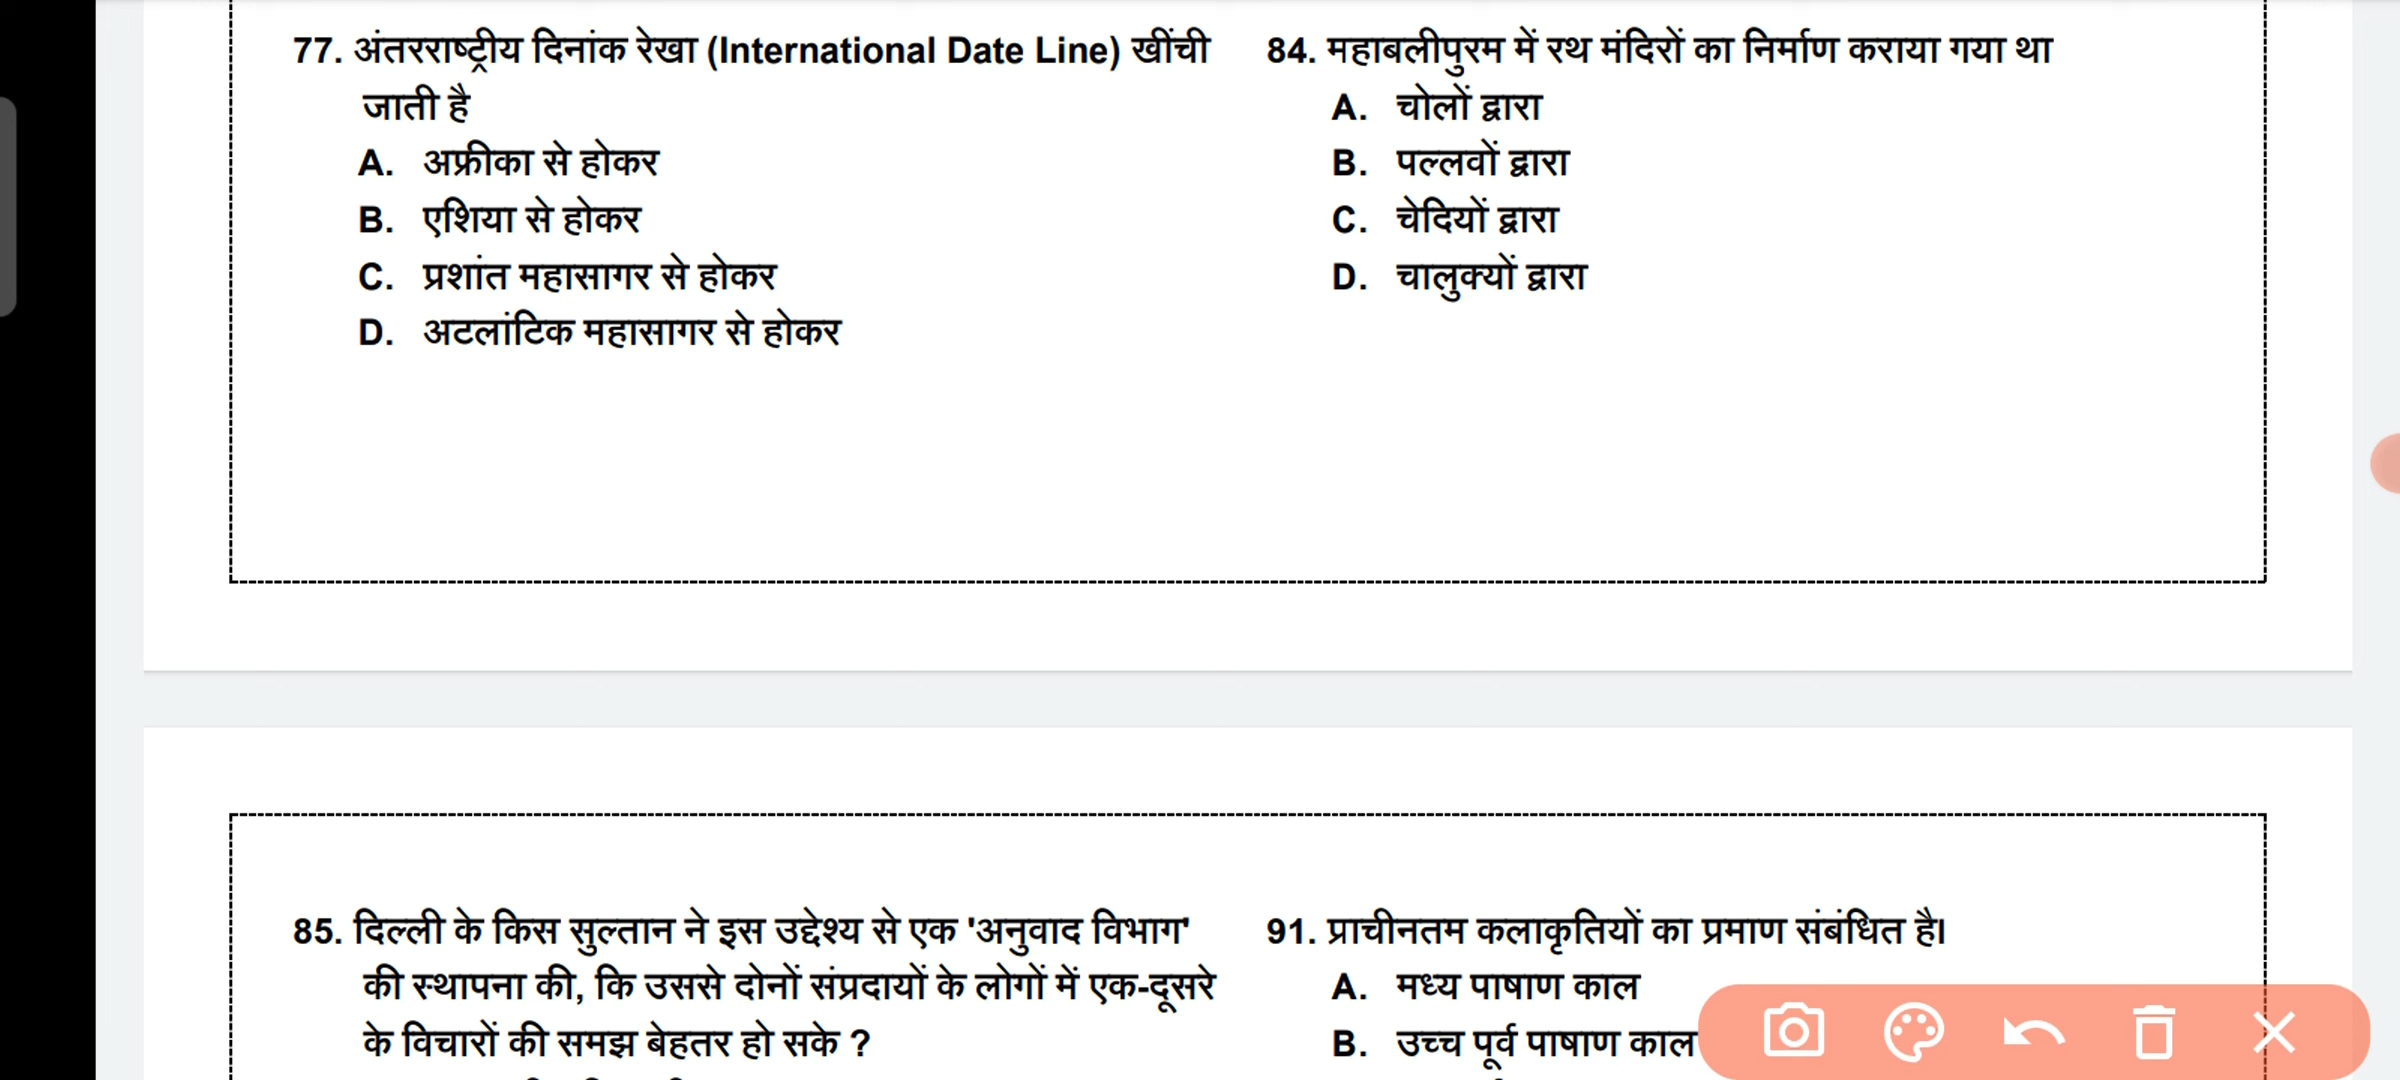 77. अंतरराष्ट्रीय दिनांक रेखा (International Date Line) खींची
जाती है
A. अफ्रीका से होकर
B. एशिया से होकर
C. प्रशांत महासागर से होकर
D. अटलांटिक महासागर से होकर
84. महाबलीपुरम में रथ मंदिरों का निर्माण कराया गया था
A. चोलों द्वारा
B. पल्लवों द्वारा
C. चेदियों द्वारा
D. चालुक्यों द्वारा
85. दिल्ली के किस सुल्तान ने इस उद्देश्य से एक 'अनुवाद विभाग'
की स्थापना की, कि उससे दोनों संप्रदायों के लोगों में एक-दूसरे
के विचारों की समझ बेहतर हो सके ?
91. प्राचीनतम कलाकृतियों का प्रमाण संबंधित है।
A. मध्य पाषाण काल
B. उच्च पूर्व पाषाण काल